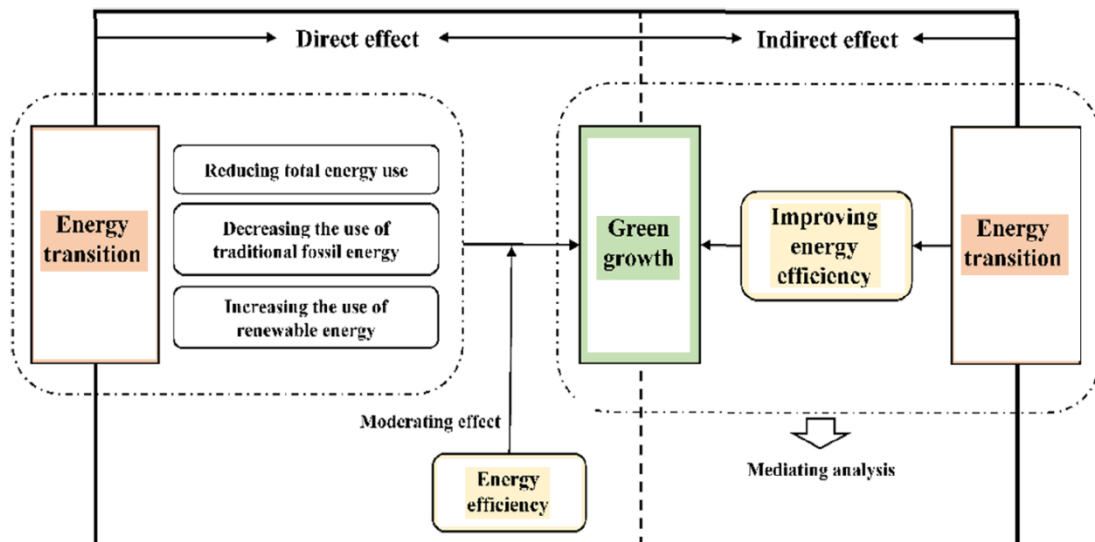 Direct effect
Indirect effect
Energy
transition
Reducing total energy use
Decreasing the use of
traditional fossil energy
Increasing the use of
renewable energy
Green
growth
Improving
energy
efficiency
Energy
transition
Moderating effect
Energy
efficiency
Mediating analysis